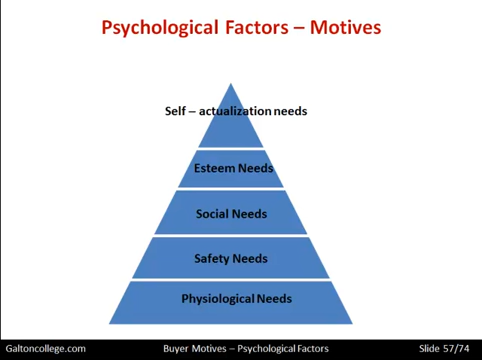 Psychological Factors – Motives
Self – actualization needs
Esteem Needs
Social Needs
Safety Needs
Physiological Needs
Galtoncollege.com Buyer Motives – Psychological Factors Slide 57/74